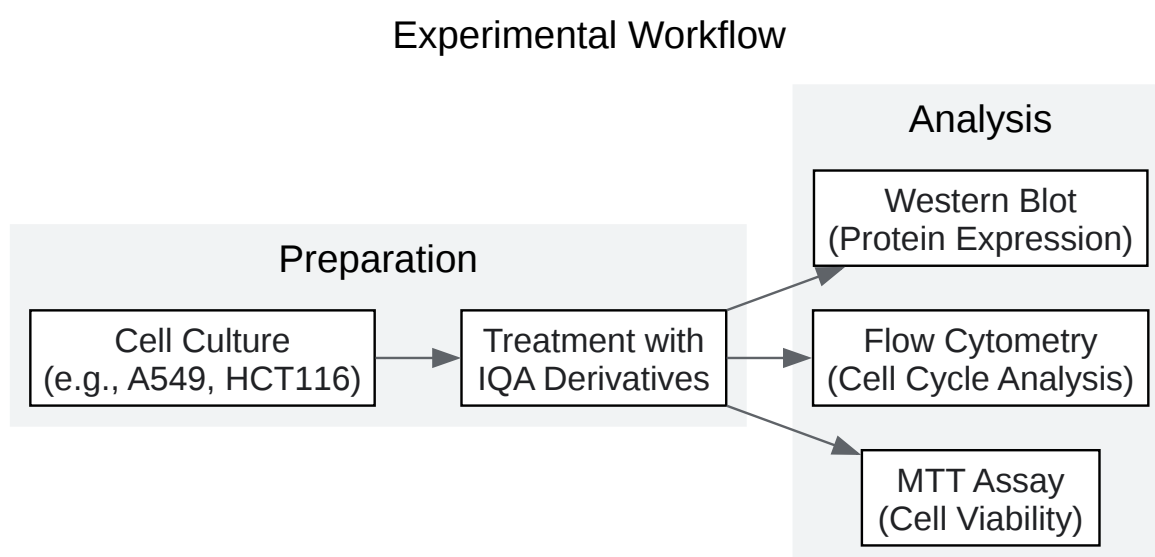 Experimental Workflow
Preparation
Cell Culture
(e.g., A549, HCT116)
Treatment with
IQA Derivatives
Analysis
Western Blot
(Protein Expression)
Flow Cytometry
(Cell Cycle Analysis)
MTT Assay
(Cell Viability)